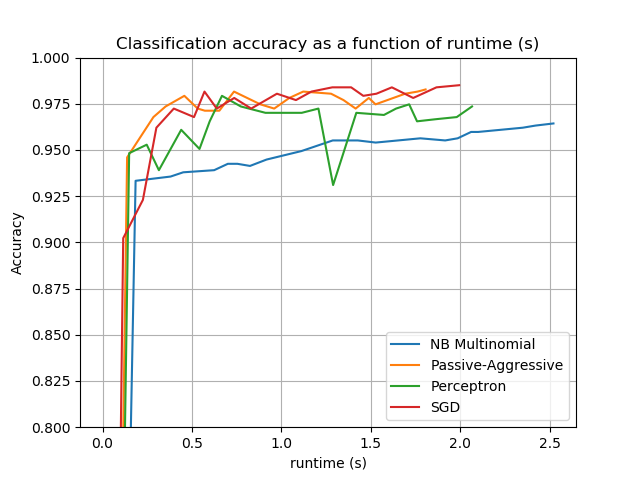 Classification accuracy as a function of runtime (s)
1.000
0.975
0.950
0.925
0.900
0.875
0.850
0.825
0.800
Accuracy
NB Multinomial
Passive-Aggressive
Perceptron
SGD
0.0 0.5 1.0 1.5 2.0 2.5
runtime (s)